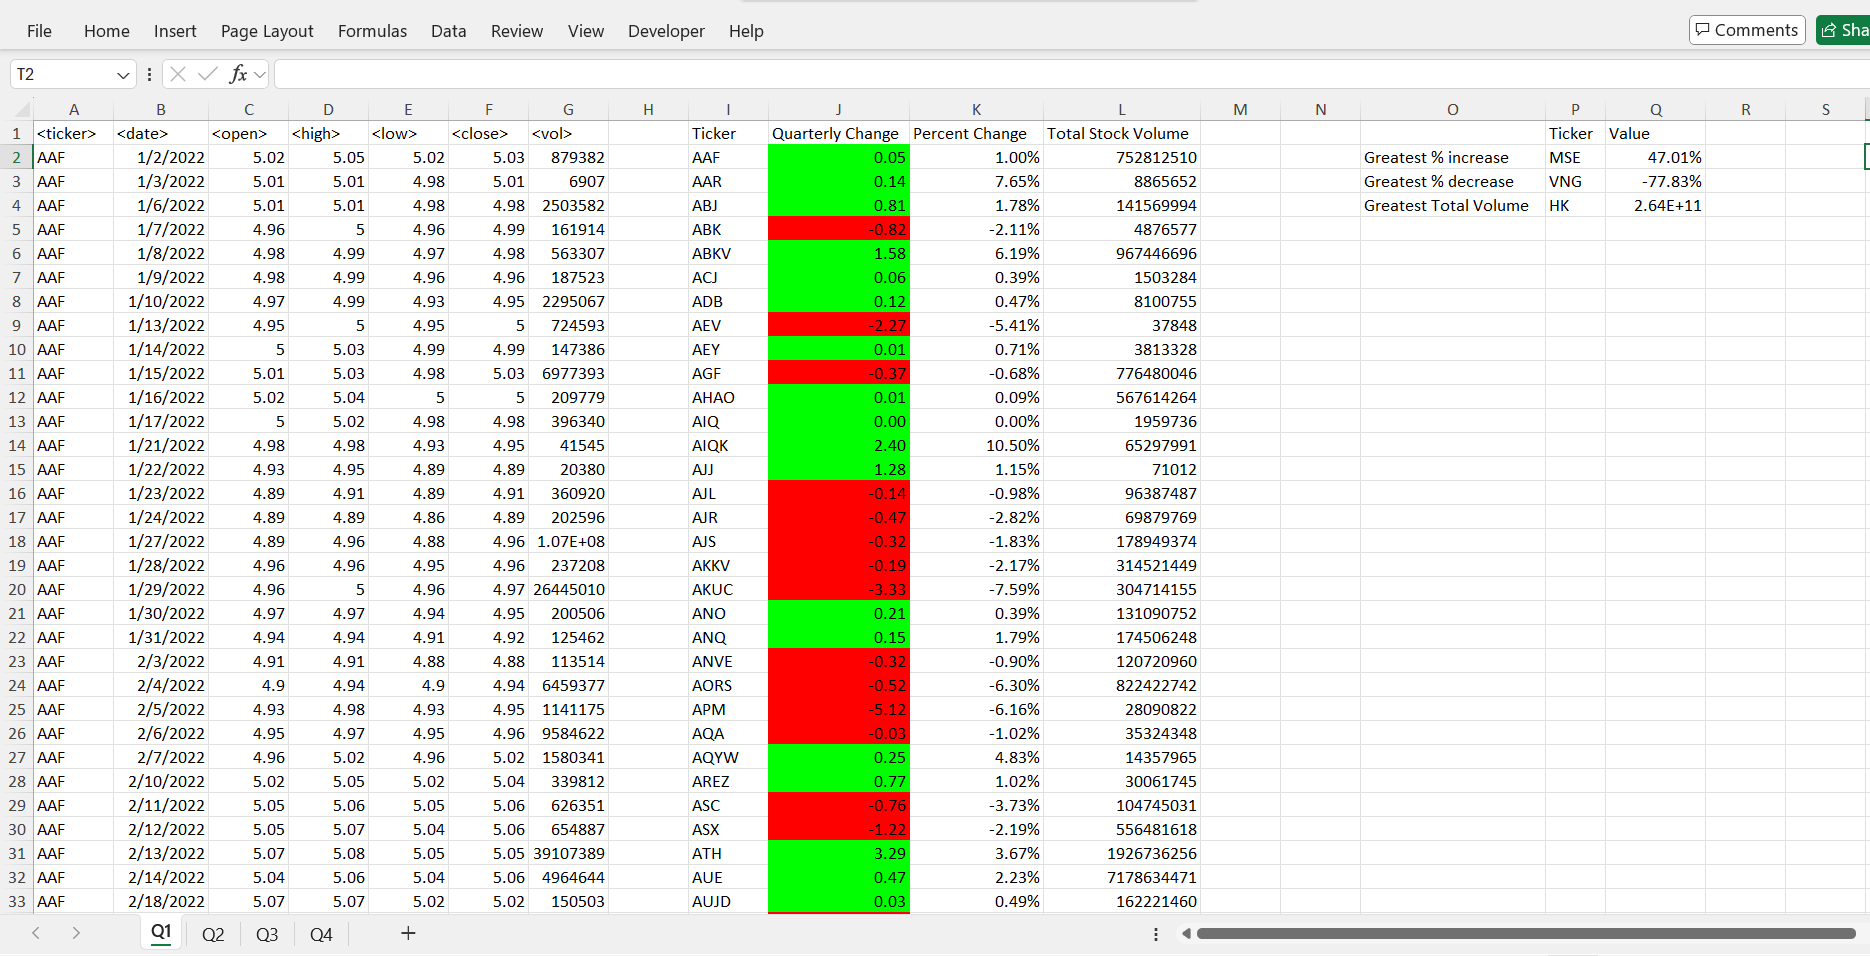 File Home Insert Page Layout Formulas Data Review View Developer Help Comments Sha
T2 fx
A B C D E F G H I J K L M N O P Q R S
1 <ticker> <date> <open> <high> <low> <close> <vol> Ticker Quarterly Change Percent Change Total Stock Volume Ticker Value
2 AAF 1/2/2022 5.02 5.05 5.02 5.03 879382 AAF 0.05 1.00% 752812510 Greatest % increase MSE 47.01%
3 AAF 1/3/2022 5.01 5.01 4.98 5.01 6907 AAR 0.14 7.65% 8865652 Greatest % decrease VNG -77.83%
4 AAF 1/6/2022 5.01 5.01 4.98 4.98 2503582 ABJ 0.81 1.78% 141569994 Greatest Total Volume HK 2.64E+11
5 AAF 1/7/2022 4.96 5 4.96 4.99 161914 ABK -0.82 -2.11% 4876577
6 AAF 1/8/2022 4.98 4.99 4.97 4.98 563307 ABKV 1.58 6.19% 967446696
7 AAF 1/9/2022 4.98 4.99 4.96 4.96 187523 ACJ 0.06 0.39% 1503284
8 AAF 1/10/2022 4.97 4.99 4.93 4.95 2295067 ADB 0.12 0.47% 8100755
9 AAF 1/13/2022 4.95 5 4.95 5 724593 AEV -2.27 -5.41% 37848
10 AAF 1/14/2022 5 5.03 4.99 4.99 147386 AEY 0.01 0.71% 3813328
11 AAF 1/15/2022 5.01 5.03 4.98 5.03 6977393 AGF -0.37 -0.68% 776480046
12 AAF 1/16/2022 5.02 5.04 5 5 209779 AHAO 0.01 0.09% 567614264
13 AAF 1/17/2022 5 5.02 4.98 4.98 396340 AIQ 0.00 0.00% 1959736
14 AAF 1/21/2022 4.98 4.98 4.93 4.95 41545 AIQK 2.40 10.50% 65297991
15 AAF 1/22/2022 4.93 4.95 4.89 4.89 20380 AJJ 1.28 1.15% 71012
16 AAF 1/23/2022 4.89 4.91 4.89 4.91 360920 AJL -0.14 -0.98% 96387487
17 AAF 1/24/2022 4.89 4.89 4.86 4.89 202596 AJR -0.47 -2.82% 69879769
18 AAF 1/27/2022 4.89 4.96 4.88 4.96 1.07E+08 AJS -0.32 -1.83% 178949374
19 AAF 1/28/2022 4.96 4.96 4.95 4.96 237208 AKKV -0.19 -2.17% 314521449
20 AAF 1/29/2022 4.96 5 4.96 4.97 26445010 AKUC -3.33 -7.59% 304714155
21 AAF 1/30/2022 4.97 4.97 4.94 4.95 200506 ANO 0.21 0.39% 131090752
22 AAF 1/31/2022 4.94 4.94 4.91 4.92 125462 ANQ 0.15 1.79% 174506248
23 AAF 2/3/2022 4.91 4.91 4.88 4.88 113514 ANVE -0.32 -0.90% 120720960
24 AAF 2/4/2022 4.9 4.94 4.9 4.94 6459377 AORS -0.52 -6.30% 822422742
25 AAF 2/5/2022 4.93 4.98 4.93 4.95 1141175 APM -5.12 -6.16% 28090822
26 AAF 2/6/2022 4.95 4.97 4.95 4.96 9584622 AQA -0.03 -1.02% 35324348
27 AAF 2/7/2022 4.96 5.02 4.96 5.02 1580341 AQYW 0.25 4.83% 14357965
28 AAF 2/10/2022 5.02 5.05 5.02 5.04 339812 AREZ 0.77 1.02% 30061745
29 AAF 2/11/2022 5.05 5.06 5.05 5.06 626351 ASC -0.76 -3.73% 104745031
30 AAF 2/12/2022 5.05 5.07 5.04 5.06 654887 ASX -1.22 -2.19% 556481618
31 AAF 2/13/2022 5.07 5.08 5.05 5.05 39107389 ATH 3.29 3.67% 1926736256
32 AAF 2/14/2022 5.04 5.06 5.04 5.06 4964644 AUE 0.47 2.23% 7178634471
33 AAF 2/18/2022 5.07 5.07 5.02 5.02 150503 AUJD 0.03 0.49% 162221460
Q1 Q2 Q3 Q4